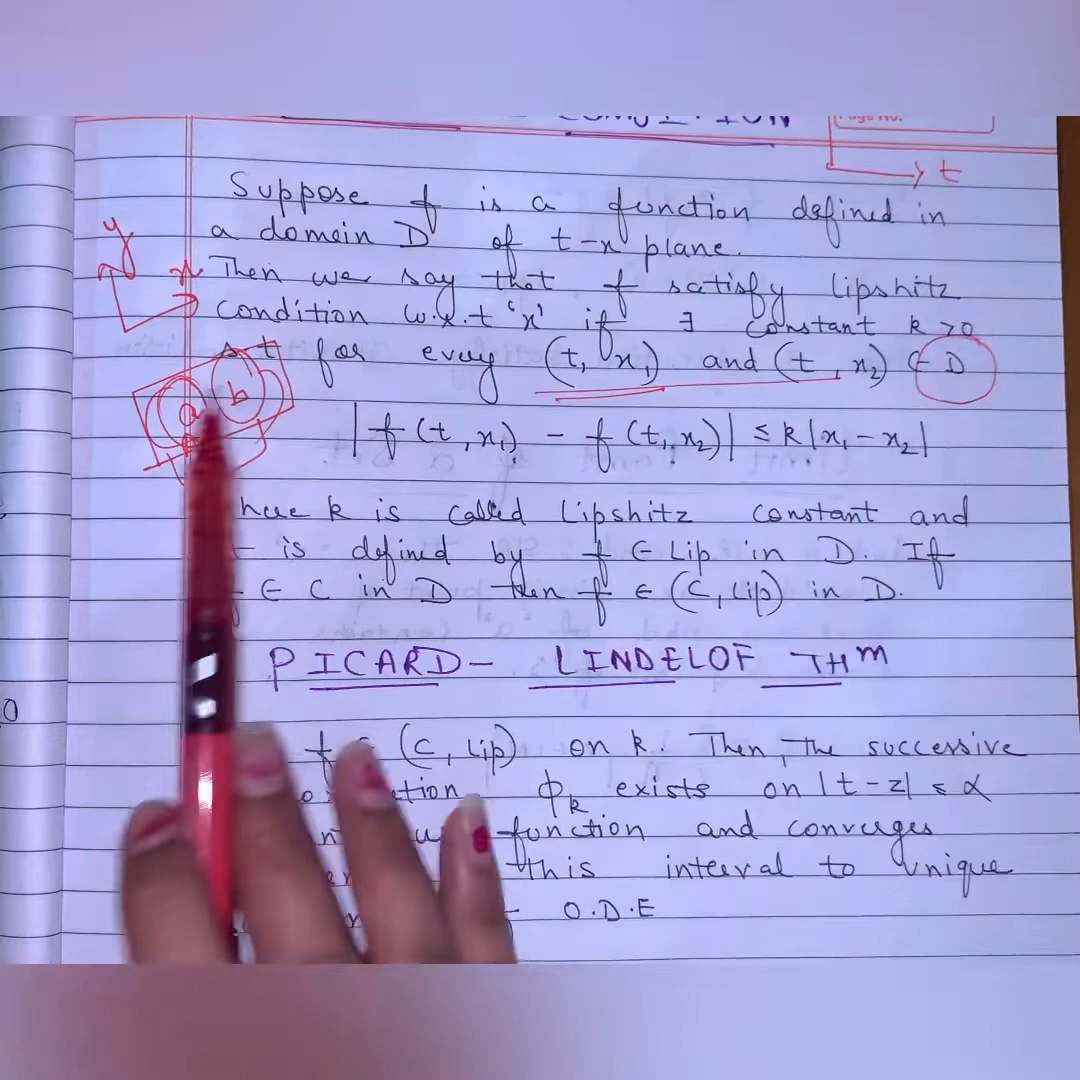 Page No.
t
Suppose f is a function defined in
a domain D of t-x plane.
y
x Then we say that f satisfy Lipshitz
condition w.r.t 'x' if ∃ constant k >0
s.t for every (t, x₁) and (t, x₂) ∈ D
a b
|f(t, x₁) - f(t, x₂)| ≤ k|x₁ - x₂|
k is called Lipshitz constant and
is defined by f ∈ Lip in D. If
∈ C in D then f ∈ (C, Lip) in D.
PICARD- LINDELOF THM
f ∈ (C, Lip) on R. Then, the successive
ϕₖ exists on |t-z| ≤ α
function and converges
this interval to unique
O.D.E